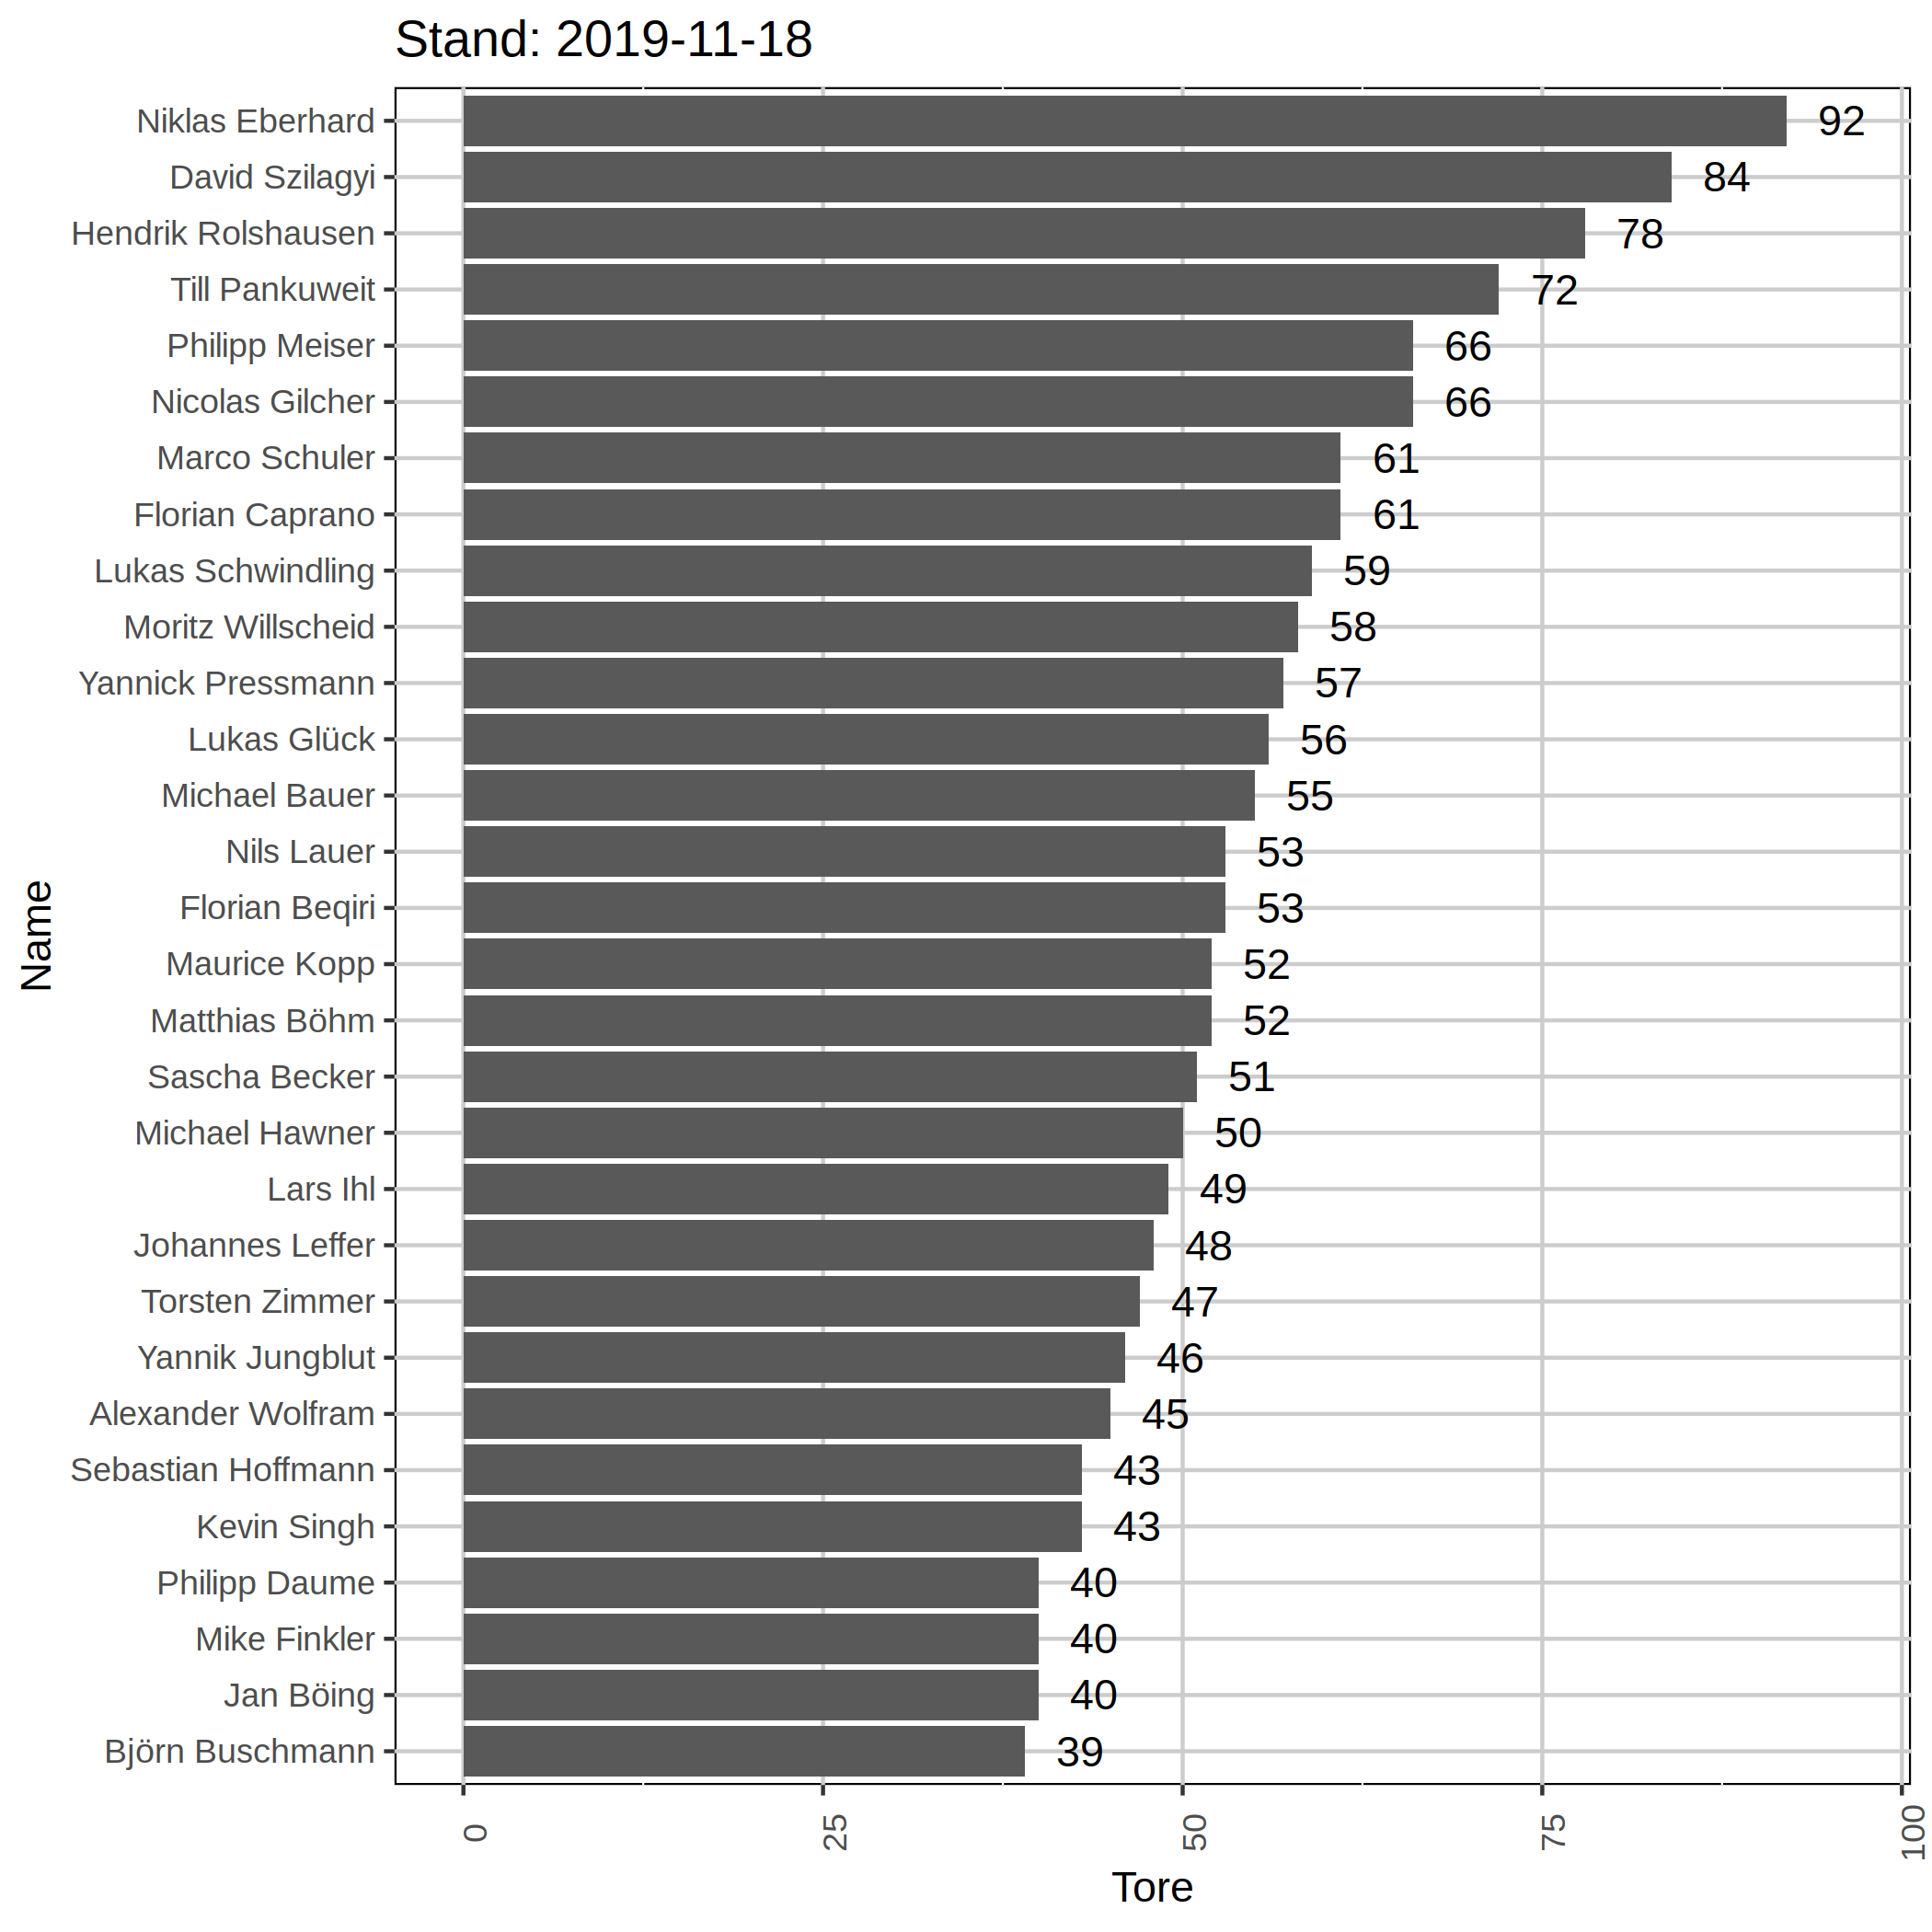 Stand: 2019-11-18
Niklas Eberhard 92
David Szilagyi 84
Hendrik Rolshausen 78
Till Pankuweit 72
Philipp Meiser 66
Nicolas Gilcher 66
Marco Schuler 61
Florian Caprano 61
Lukas Schwindling 59
Moritz Willscheid 58
Yannick Pressmann 57
Lukas Glück 56
Michael Bauer 55
Nils Lauer 53
Florian Beqiri 53
Maurice Kopp 52
Matthias Böhm 52
Sascha Becker 51
Michael Hawner 50
Lars Ihl 49
Johannes Leffer 48
Torsten Zimmer 47
Yannik Jungblut 46
Alexander Wolfram 45
Sebastian Hoffmann 43
Kevin Singh 43
Philipp Daume 40
Mike Finkler 40
Jan Böing 40
Björn Buschmann 39
Name
0 25 50 75 100
Tore